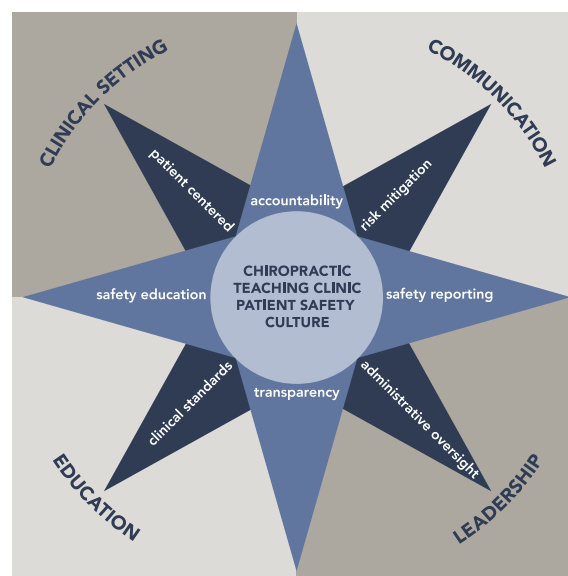 CLINICAL SETTING
COMMUNICATION
patient centered
accountability
risk mitigation
safety education
CHIROPRACTIC
TEACHING CLINIC
PATIENT SAFETY
CULTURE
safety reporting
clinical standards
transparency
administrative oversight
EDUCATION
LEADERSHIP